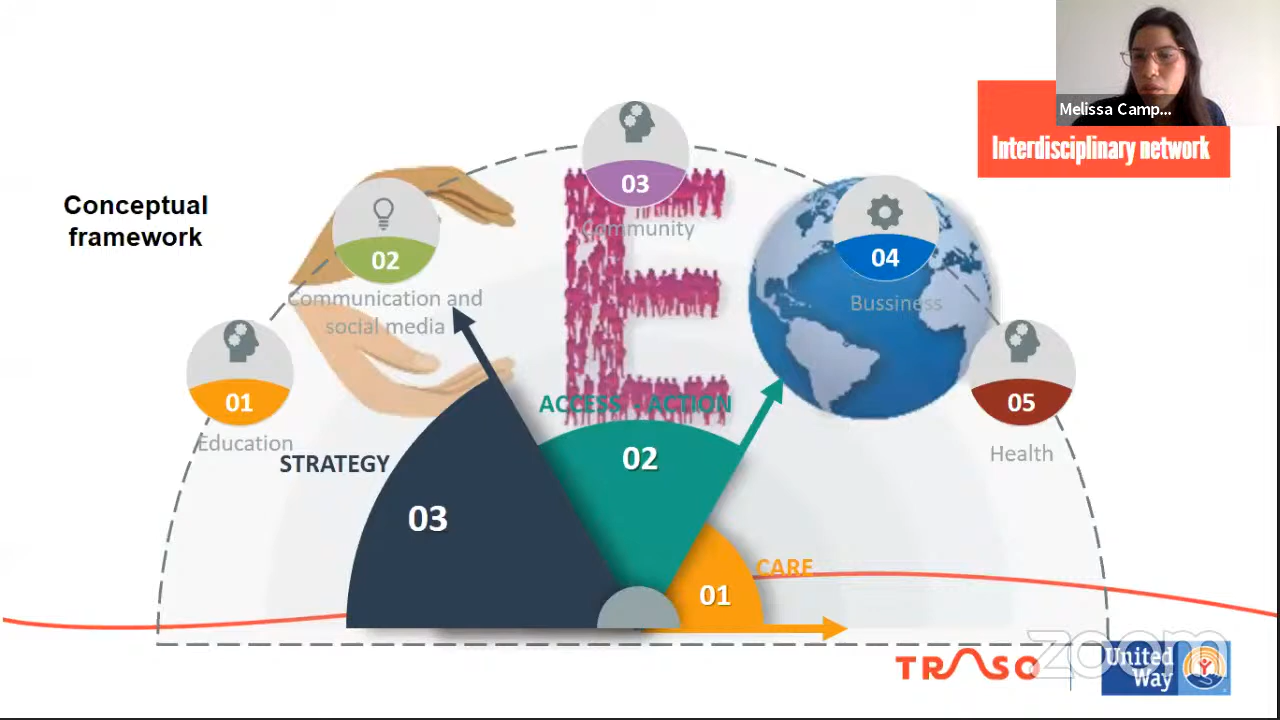 Melissa Camp...
Interdisciplinary network
Conceptual
framework
03
Community
02
Communication and
social media
04
Bussiness
01
Education
05
Health
ACCESS - ACTION
STRATEGY
02
03
CARE
01
TRASO
zoom
United
Way